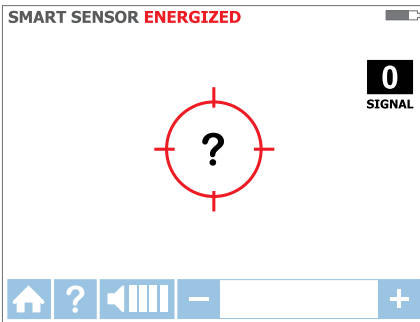 SMART SENSOR ENERGIZED
0
SIGNAL
?
?
− +